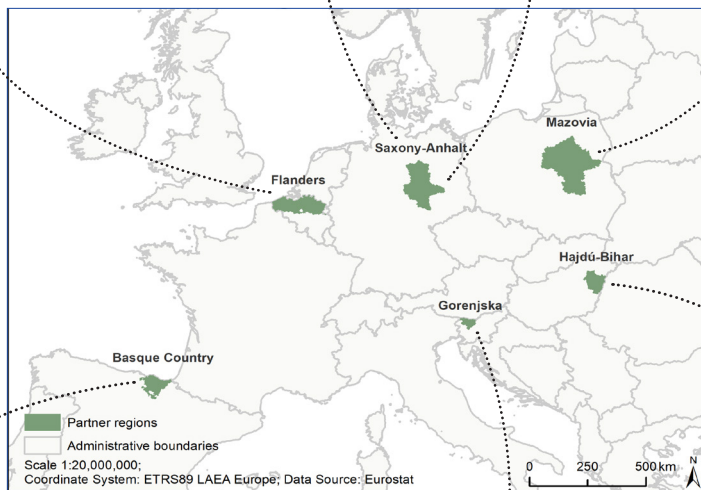 Mazovia
Saxony-Anhalt
Flanders
Hajdú-Bihar
Gorenjska
Basque Country
Partner regions
Administrative boundaries
Scale 1:20,000,000;
Coordinate System: ETRS89 LAEA Europe; Data Source: Eurostat
0 250 500 km
N